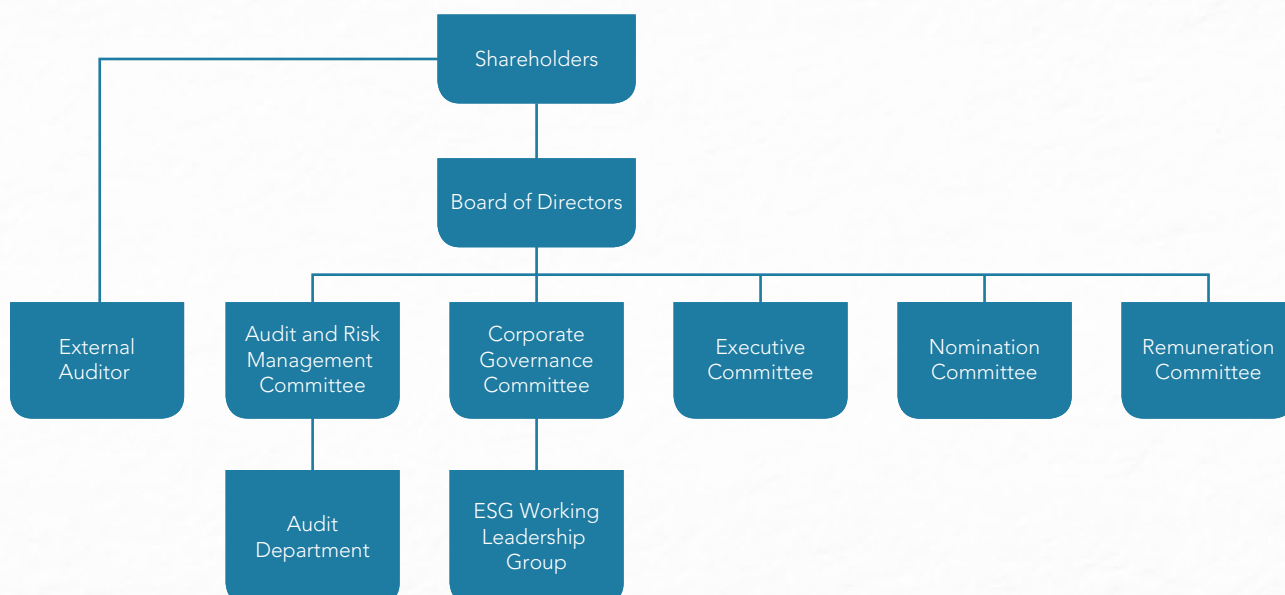 Shareholders
Board of Directors
External
Auditor
Audit and Risk
Management
Committee
Corporate
Governance
Committee
Executive
Committee
Nomination
Committee
Remuneration
Committee
Audit
Department
ESG Working
Leadership
Group